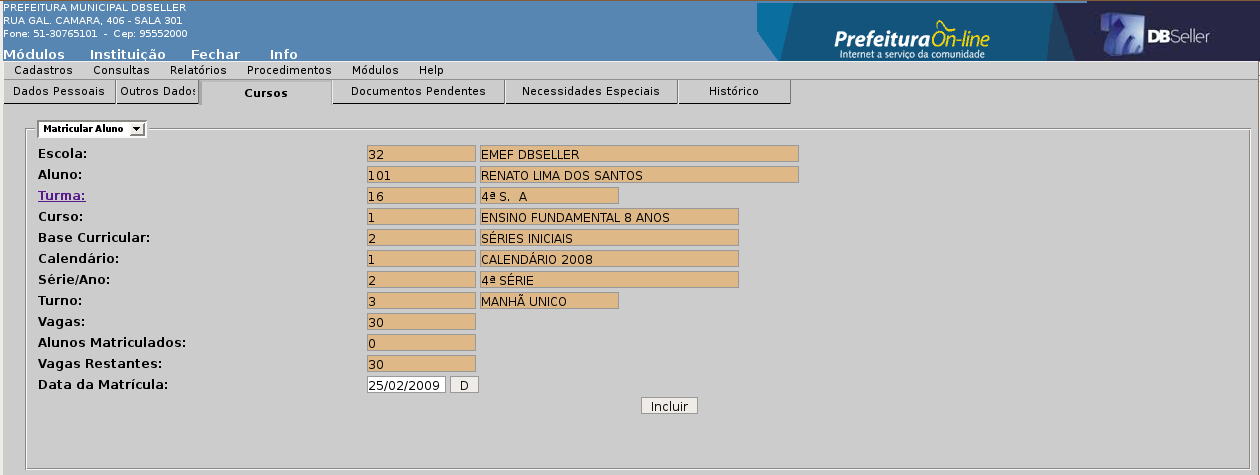 PREFEITURA MUNICIPAL DBSELLER
RUA GAL. CAMARA, 406 - SALA 301
Fone: 51-30765101 - Cep: 95552000
Prefeitura On-line
Internet a serviço da comunidade
DBSeller
Módulos Instituição Fechar Info
Cadastros Consultas Relatórios Procedimentos Módulos Help
Dados Pessoais Outros Dados Cursos Documentos Pendentes Necessidades Especiais Histórico
Matricular Aluno
Escola: 32 EMEF DBSELLER
Aluno: 101 RENATO LIMA DOS SANTOS
Turma: 16 4ª S. A
Curso: 1 ENSINO FUNDAMENTAL 8 ANOS
Base Curricular: 2 SÉRIES INICIAIS
Calendário: 1 CALENDÁRIO 2008
Série/Ano: 2 4ª SÉRIE
Turno: 3 MANHÃ UNICO
Vagas: 30
Alunos Matriculados: 0
Vagas Restantes: 30
Data da Matrícula: 25/02/2009 D
Incluir